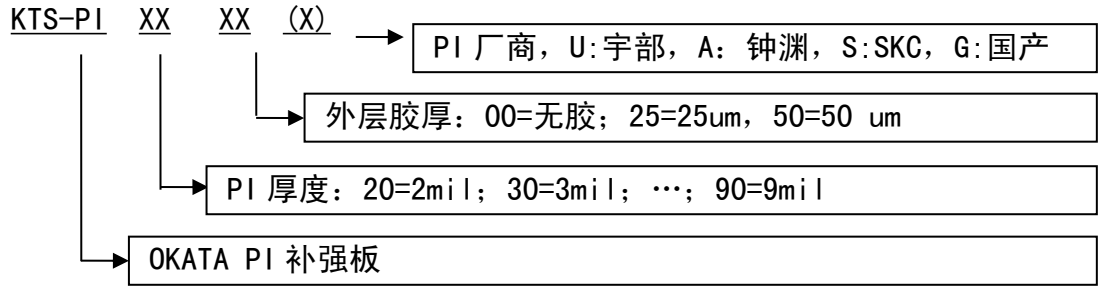 KTS-PI XX XX (X)
PI 厂商，U:宇部，A：钟渊，S:SKC，G:国产
外层胶厚：00=无胶；25=25um，50=50 um
PI 厚度：20=2mil；30=3mil；…；90=9mil
OKATA PI 补强板